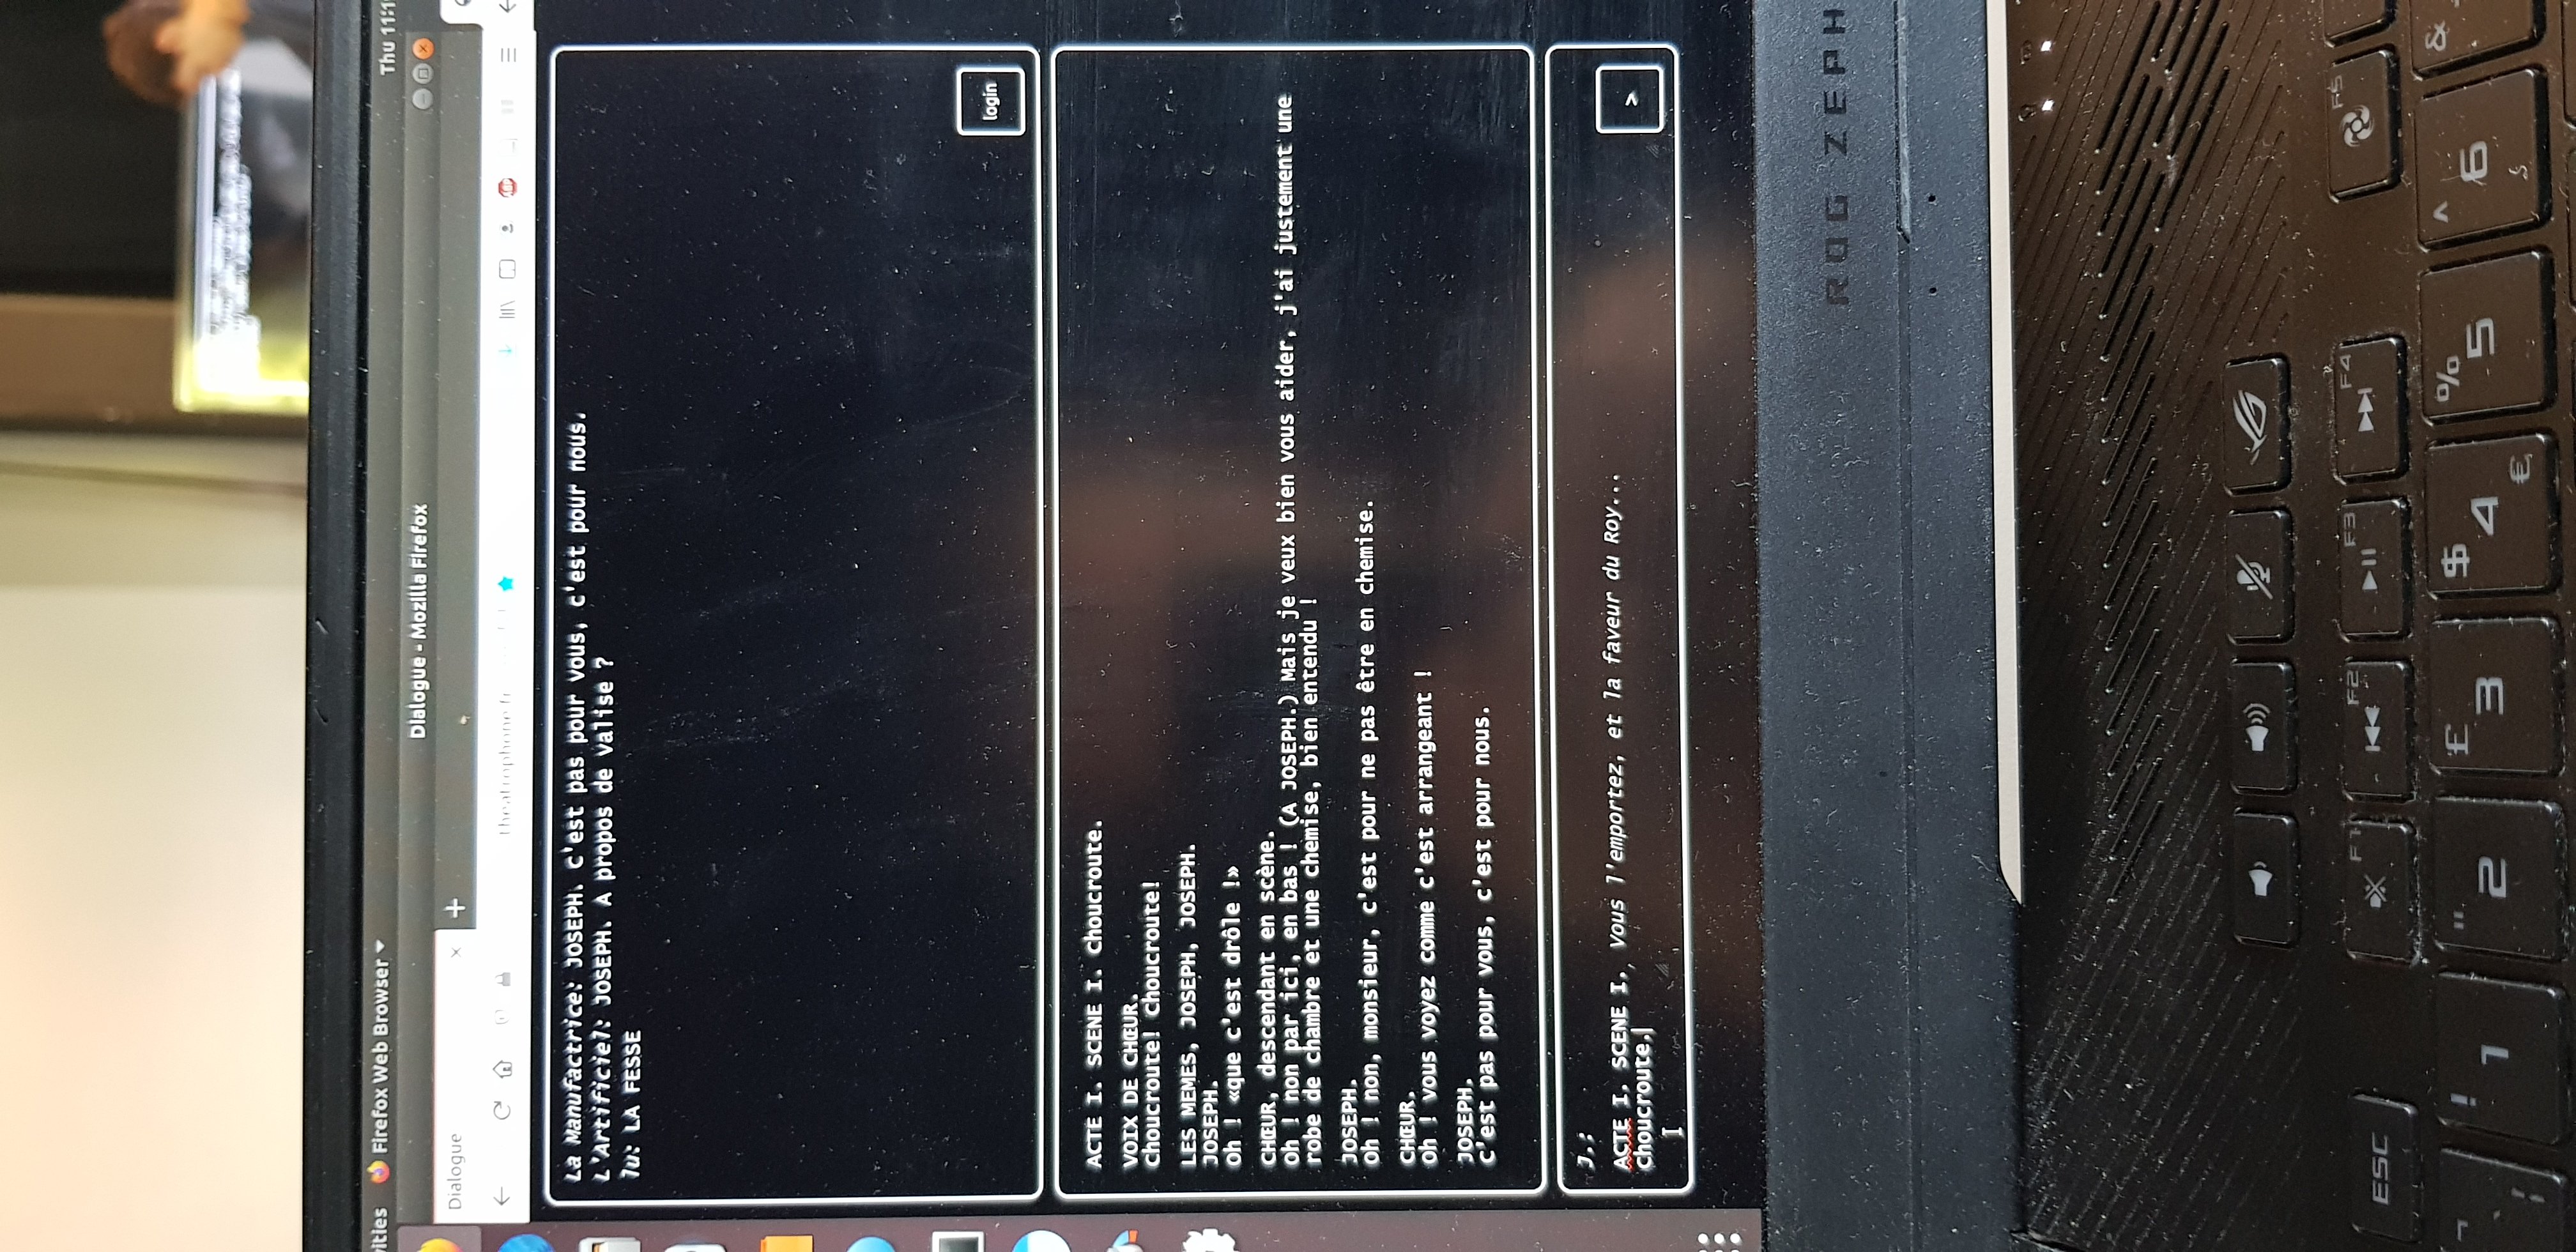 vities
Firefox Web Browser
Thu 11:1
Dialogue - Mozilla Firefox
Dialogue
theatrophone.fr
ABP
La Manufactrice: JOSEPH. C'est pas pour vous, c'est pour nous.
L'Artificiel: JOSEPH. A propos de valise ?
lu: LA FESSE
login
ACTE I. SCENE I. Choucroute.
VOIX DE CHŒUR.
Choucroute! Choucroute!
LES MEMES, JOSEPH, JOSEPH.
JOSEPH.
Oh ! «que c'est drôle !»
CHŒUR, descendant en scène.
Oh ! non par ici, en bas ! (A JOSEPH.) Mais je veux bien vous aider, j'ai justement une
robe de chambre et une chemise, bien entendu !
JOSEPH.
Oh ! non, monsieur, c'est pour ne pas être en chemise.
CHŒUR.
Oh ! vous voyez comme c'est arrangeant !
JOSEPH.
C'est pas pour vous, c'est pour nous.
J.:
ACTE I. SCENE I. Vous l'emportez, et la faveur du Roy...
Choucroute.
>
ROG ZEPH
ESC
F1
F2
F3
F4
F5
! 1
" 2
£ 3
$ 4 €
% 5
^ 6
&